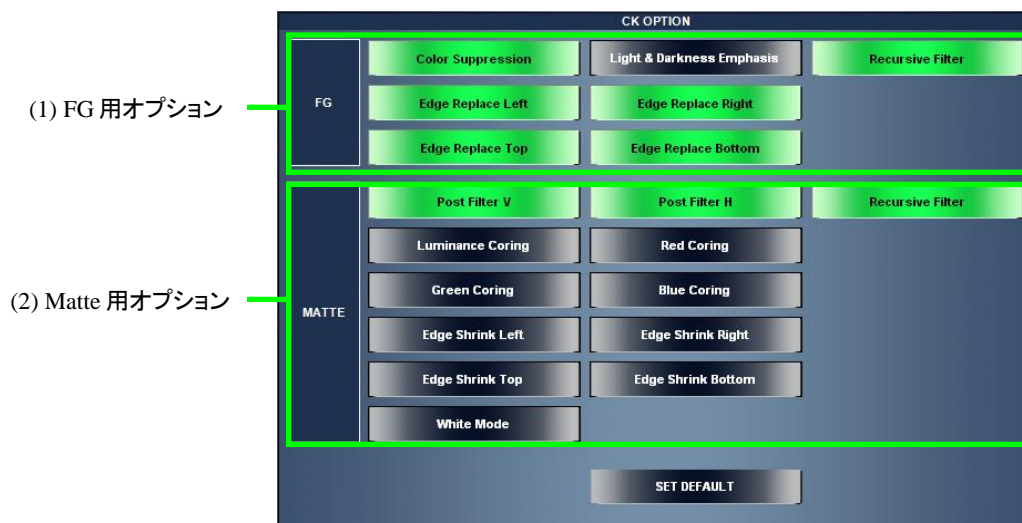 CK OPTION
(1) FG 用オプション
FG
Color Suppression
Light & Darkness Emphasis
Recursive Filter
Edge Replace Left
Edge Replace Right
Edge Replace Top
Edge Replace Bottom
(2) Matte 用オプション
MATTE
Post Filter V
Post Filter H
Recursive Filter
Luminance Coring
Red Coring
Green Coring
Blue Coring
Edge Shrink Left
Edge Shrink Right
Edge Shrink Top
Edge Shrink Bottom
White Mode
SET DEFAULT